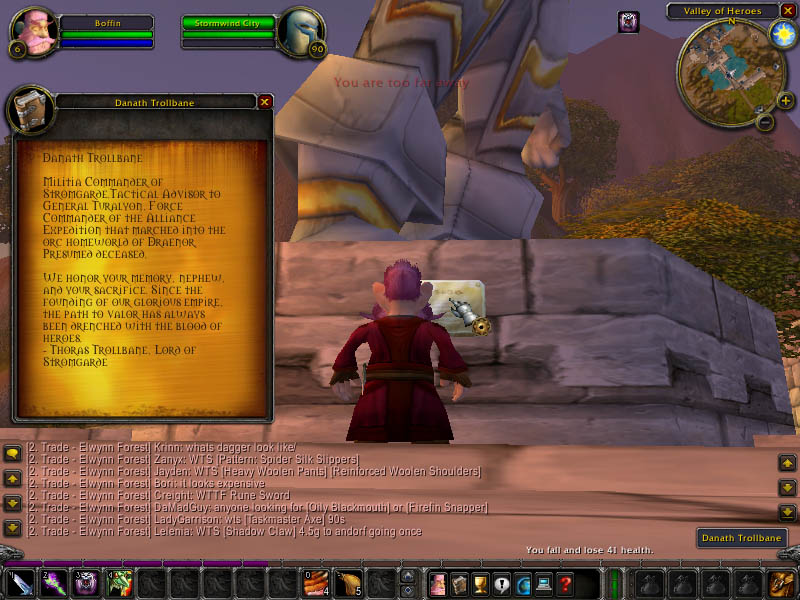 Boffin
6
Stormwind City
90
Valley of Heroes
N
You are too far away
Danath Trollbane
Danath Trollbane
Militia Commander of
Stromgarde.Tactical Advisor to
General Turalyon. Force
Commander of the Alliance
Expedition that marched into the
orc homeworld of Draenor.
Presumed deceased.
We honor your memory, nephew,
and your sacrifice. Since the
founding of our glorious empire,
the path to valor has always
been drenched with the blood of
heroes.
- Thoras Trollbane, Lord of
Stromgarde
[2. Trade - Elwynn Forest] Krinn: whats dagger look like/
[2. Trade - Elwynn Forest] Zanyx: WTS [Pattern: Spider Silk Slippers]
[2. Trade - Elwynn Forest] Jayden: WTS [Heavy Woolen Pants] [Reinforced Woolen Shoulders]
[2. Trade - Elwynn Forest] Bori: it looks expensive
[2. Trade - Elwynn Forest] Creight: WTTF Rune Sword
[2. Trade - Elwynn Forest] DaMadGuy: anyone looking for [Oily Blackmouth] or [Firefin Snapper]
[2. Trade - Elwynn Forest] LadyGarrison: wts [Taskmaster Axe] 90s
[2. Trade - Elwynn Forest] Lelenia: WTS [Shadow Claw] 4.5g to andorf going once
Danath Trollbane
You fall and lose 41 health.
1 2 3 4 0 4 5